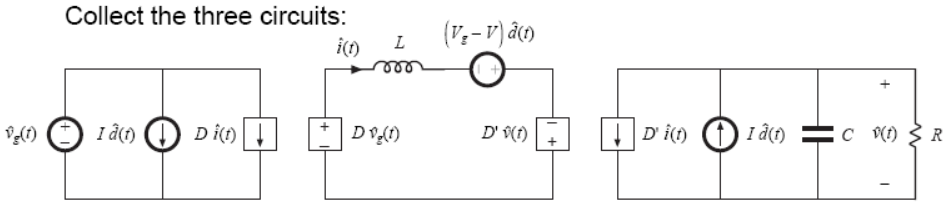 Collect the three circuits:
î(t) L (V_g – V) d̂(t)
+ –
v̂_g(t) + – I d̂(t) D î(t) + – D v̂_g(t) D' v̂(t) – + D' î(t) I d̂(t) C v̂(t) R
+
–